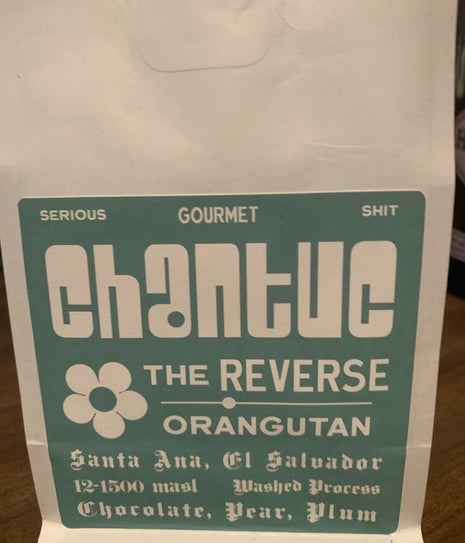 SERIOUS GOURMET SHIT
chantuc
THE REVERSE
ORANGUTAN
Santa Ana, El Salvador
12-1500 masl Washed Process
Chocolate, Pear, Plum